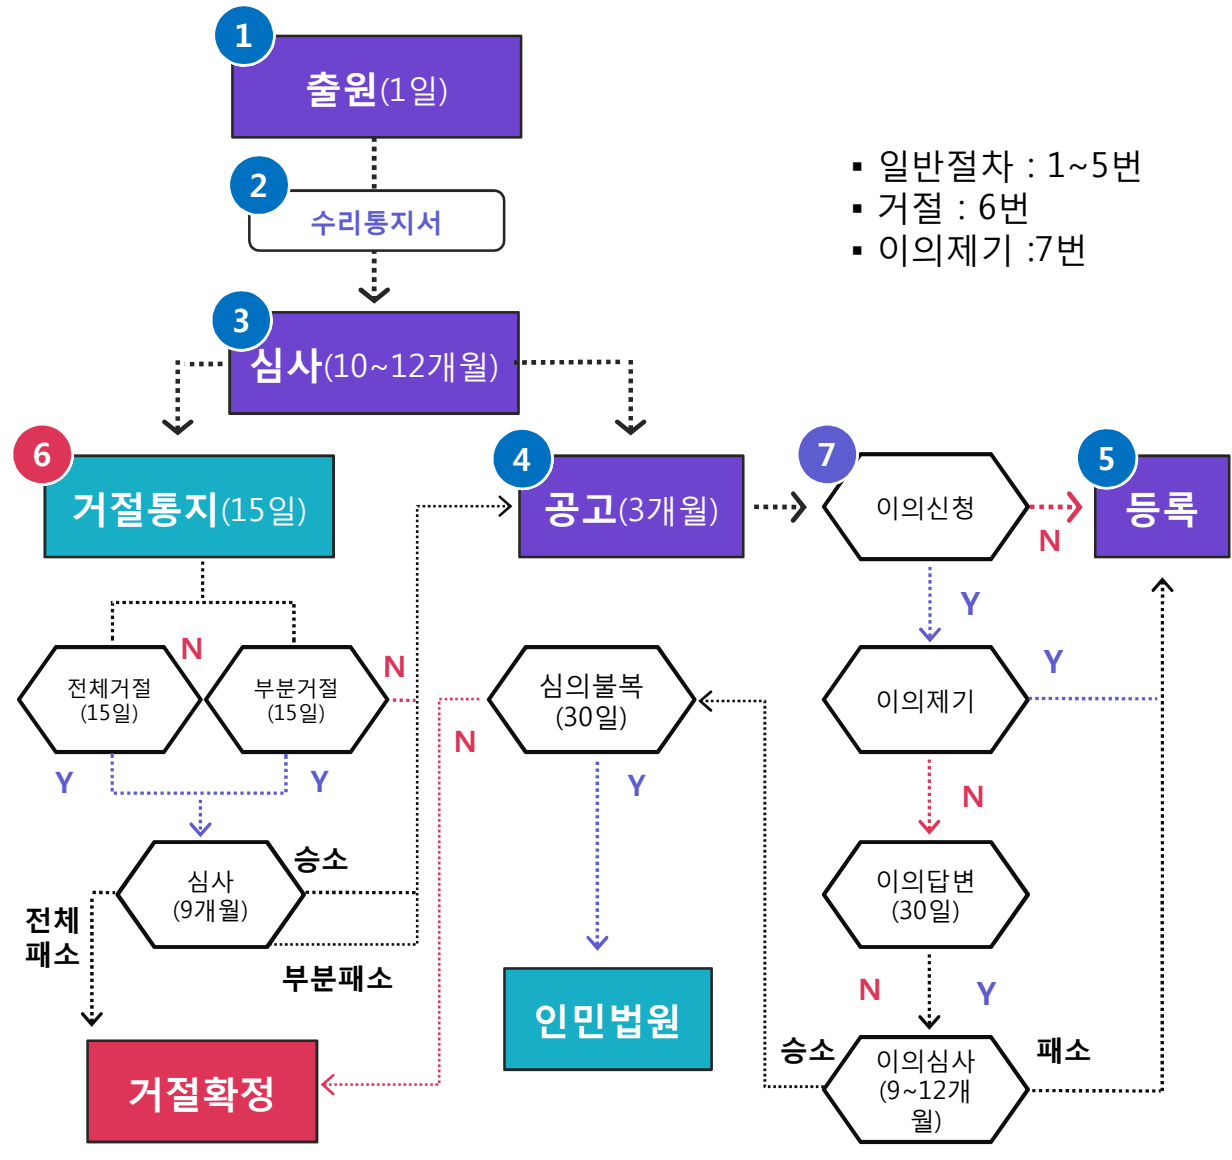 1
출원(1일)
2
수리통지서
▪ 일반절차 : 1~5번
▪ 거절 : 6번
▪ 이의제기 :7번
3
심사(10~12개월)
6
거절통지(15일)
4
공고(3개월)
7
이의신청
N
5
등록
Y
N
전체거절
(15일)
N
부분거절
(15일)
심의불복
(30일)
N
Y
이의제기
Y
Y
Y
N
심사
(9개월)
승소
전체
패소
부분패소
이의답변
(30일)
N
Y
인민법원
거절확정
승소
이의심사
(9~12개
월)
패소